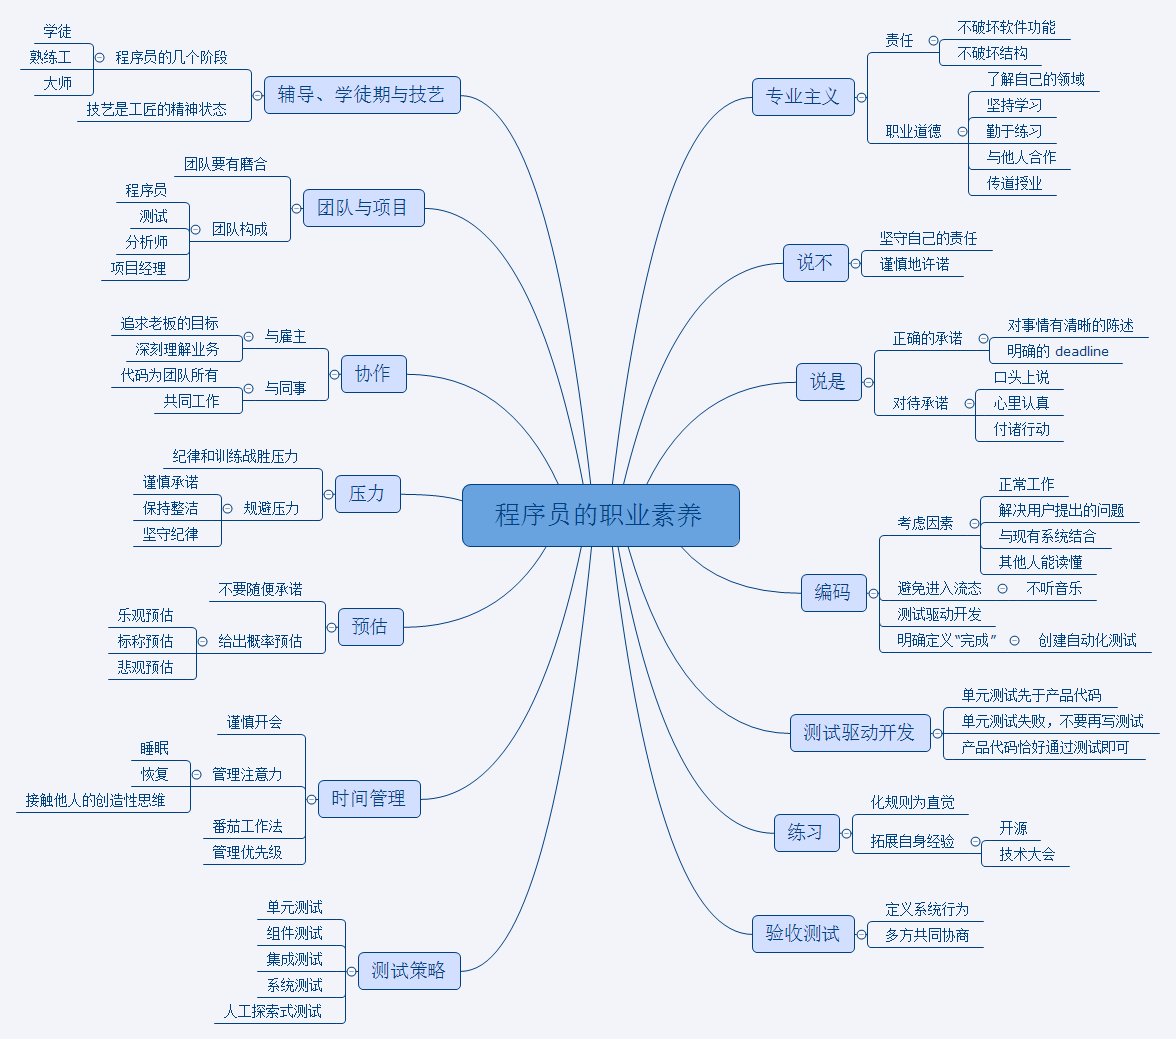 程序员的职业素养
专业主义
责任
不破坏软件功能
不破坏结构
职业道德
了解自己的领域
坚持学习
勤于练习
与他人合作
传道授业
说不
坚守自己的责任
谨慎地许诺
说是
正确的承诺
对事情有清晰的陈述
明确的 deadline
对待承诺
口头上说
心里认真
付诸行动
编码
考虑因素
正常工作
解决用户提出的问题
与现有系统结合
其他人能读懂
避免进入流态
不听音乐
测试驱动开发
明确定义“完成”
创建自动化测试
测试驱动开发
单元测试先于产品代码
单元测试失败，不要再写测试
产品代码恰好通过测试即可
练习
化规则为直觉
拓展自身经验
开源
技术大会
验收测试
定义系统行为
多方共同协商
辅导、学徒期与技艺
程序员的几个阶段
学徒
熟练工
大师
技艺是工匠的精神状态
团队与项目
团队要有磨合
团队构成
程序员
测试
分析师
项目经理
协作
与雇主
追求老板的目标
深刻理解业务
与同事
代码为团队所有
共同工作
压力
纪律和训练战胜压力
规避压力
谨慎承诺
保持整洁
坚守纪律
预估
不要随便承诺
给出概率预估
乐观预估
标称预估
悲观预估
时间管理
谨慎开会
管理注意力
睡眠
恢复
接触他人的创造性思维
番茄工作法
管理优先级
测试策略
单元测试
组件测试
集成测试
系统测试
人工探索式测试